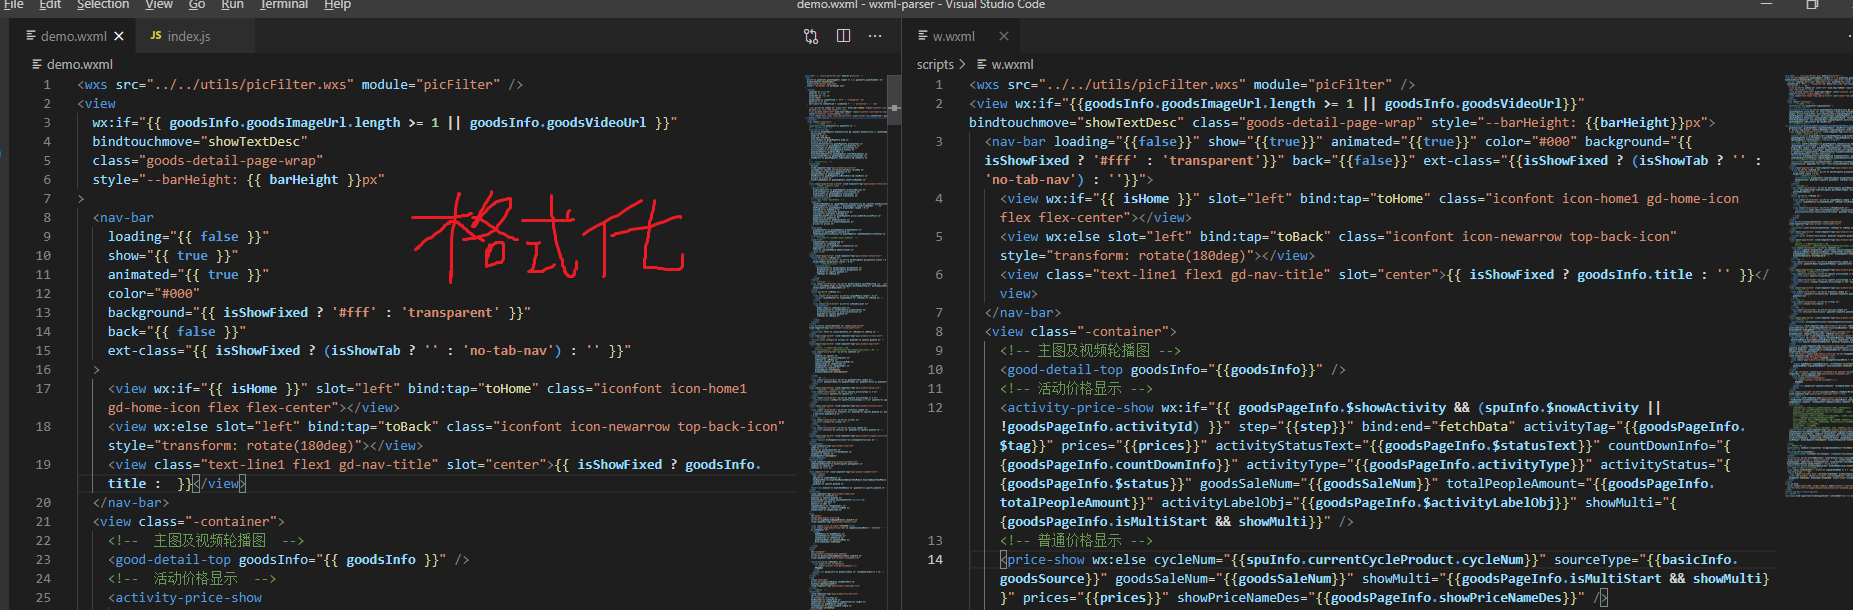 File Edit Selection View Go Run Terminal Help
demo.wxml - wxml-parser - Visual Studio Code
demo.wxml
JS index.js
demo.wxml
1 <wxs src="../../utils/picFilter.wxs" module="picFilter" />
2 <view
3 wx:if="{{ goodsInfo.goodsImageUrl.length >= 1 || goodsInfo.goodsVideoUrl }}"
4 bindtouchmove="showTextDesc"
5 class="goods-detail-page-wrap"
6 style="--barHeight: {{ barHeight }}px"
7 >
8 <nav-bar
9 loading="{{ false }}"
10 show="{{ true }}"
11 animated="{{ true }}"
12 color="#000"
13 background="{{ isShowFixed ? '#fff' : 'transparent' }}"
14 back="{{ false }}"
15 ext-class="{{ isShowFixed ? (isShowTab ? '' : 'no-tab-nav') : '' }}"
16 >
17 <view wx:if="{{ isHome }}" slot="left" bind:tap="toHome" class="iconfont icon-home1
gd-home-icon flex flex-center"></view>
18 <view wx:else slot="left" bind:tap="toBack" class="iconfont icon-newarrow top-back-icon"
style="transform: rotate(180deg)"></view>
19 <view class="text-line1 flex1 gd-nav-title" slot="center">{{ isShowFixed ? goodsInfo.
title :  }}</view>
20 </nav-bar>
21 <view class="-container">
22 <!--  主图及视频轮播图  -->
23 <good-detail-top goodsInfo="{{ goodsInfo }}" />
24 <!--  活动价格显示  -->
25 <activity-price-show
格式化
w.wxml
scripts > w.wxml
1 <wxs src="../../utils/picFilter.wxs" module="picFilter" />
2 <view wx:if="{{goodsInfo.goodsImageUrl.length >= 1 || goodsInfo.goodsVideoUrl}}"
bindtouchmove="showTextDesc" class="goods-detail-page-wrap" style="--barHeight: {{barHeight}}px">
3 <nav-bar loading="{{false}}" show="{{true}}" animated="{{true}}" color="#000" background="{{
isShowFixed ? '#fff' : 'transparent'}}" back="{{false}}" ext-class="{{isShowFixed ? (isShowTab ? '' :
'no-tab-nav') : ''}}">
4 <view wx:if="{{ isHome }}" slot="left" bind:tap="toHome" class="iconfont icon-home1 gd-home-icon
flex flex-center"></view>
5 <view wx:else slot="left" bind:tap="toBack" class="iconfont icon-newarrow top-back-icon"
style="transform: rotate(180deg)"></view>
6 <view class="text-line1 flex1 gd-nav-title" slot="center">{{ isShowFixed ? goodsInfo.title : '' }}</
view>
7 </nav-bar>
8 <view class="-container">
9 <!-- 主图及视频轮播图 -->
10 <good-detail-top goodsInfo="{{goodsInfo}}" />
11 <!-- 活动价格显示 -->
12 <activity-price-show wx:if="{{ goodsPageInfo.$showActivity && (spuInfo.$nowActivity ||
!goodsInfo.activityId) }}" step="{{step}}" bind:end="fetchData" activityTag="{{goodsPageInfo.
$tag}}" prices="{{prices}}" activityStatusText="{{goodsPageInfo.$statusText}}" countDownInfo="{
{goodsPageInfo.countDownInfo}}" activityType="{{goodsPageInfo.activityType}}" activityStatus="{
{goodsPageInfo.$status}}" goodsSaleNum="{{goodsSaleNum}}" totalPeopleAmount="{{goodsPageInfo.
totalPeopleAmount}}" activityLabelObj="{{goodsPageInfo.$activityLabelObj}}" showMulti="{
{goodsPageInfo.isMultiStart && showMulti}}" />
13 <!-- 普通价格显示 -->
14 <price-show wx:else cycleNum="{{spuInfo.currentCycleProduct.cycleNum}}" sourceType="{{basicInfo.
goodsSource}}" goodsSaleNum="{{goodsSaleNum}}" showMulti="{{goodsPageInfo.isMultiStart && showMulti}
}" prices="{{prices}}" showPriceNameDes="{{goodsPageInfo.showPriceNameDes}}" />